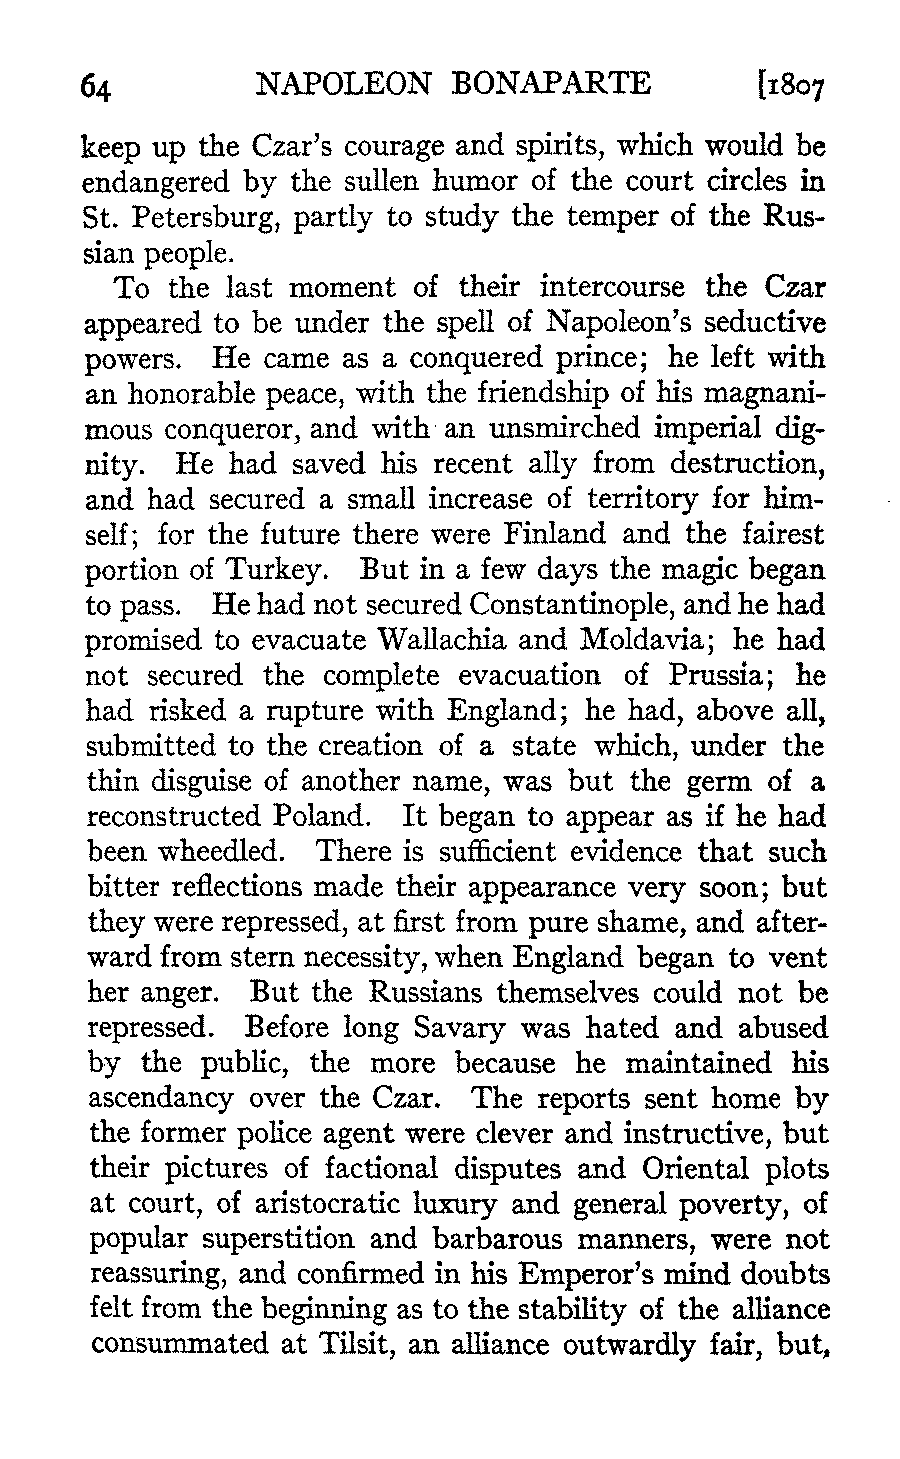 64 NAPOLEON BONAPARTE [1807
keep up the Czar's courage and spirits, which would be
endangered by the sullen humor of the court circles in
St. Petersburg, partly to study the temper of the Rus-
sian people.
To the last moment of their intercourse the Czar
appeared to be under the spell of Napoleon's seductive
powers. He came as a conquered prince; he left with
an honorable peace, with the friendship of his magnani-
mous conqueror, and with an unsmirched imperial dig-
nity. He had saved his recent ally from destruction,
and had secured a small increase of territory for him-
self; for the future there were Finland and the fairest
portion of Turkey. But in a few days the magic began
to pass. He had not secured Constantinople, and he had
promised to evacuate Wallachia and Moldavia; he had
not secured the complete evacuation of Prussia; he
had risked a rupture with England; he had, above all,
submitted to the creation of a state which, under the
thin disguise of another name, was but the germ of a
reconstructed Poland. It began to appear as if he had
been wheedled. There is sufficient evidence that such
bitter reflections made their appearance very soon; but
they were repressed, at first from pure shame, and after-
ward from stern necessity, when England began to vent
her anger. But the Russians themselves could not be
repressed. Before long Savary was hated and abused
by the public, the more because he maintained his
ascendancy over the Czar. The reports sent home by
the former police agent were clever and instructive, but
their pictures of factional disputes and Oriental plots
at court, of aristocratic luxury and general poverty, of
popular superstition and barbarous manners, were not
reassuring, and confirmed in his Emperor's mind doubts
felt from the beginning as to the stability of the alliance
consummated at Tilsit, an alliance outwardly fair, but,